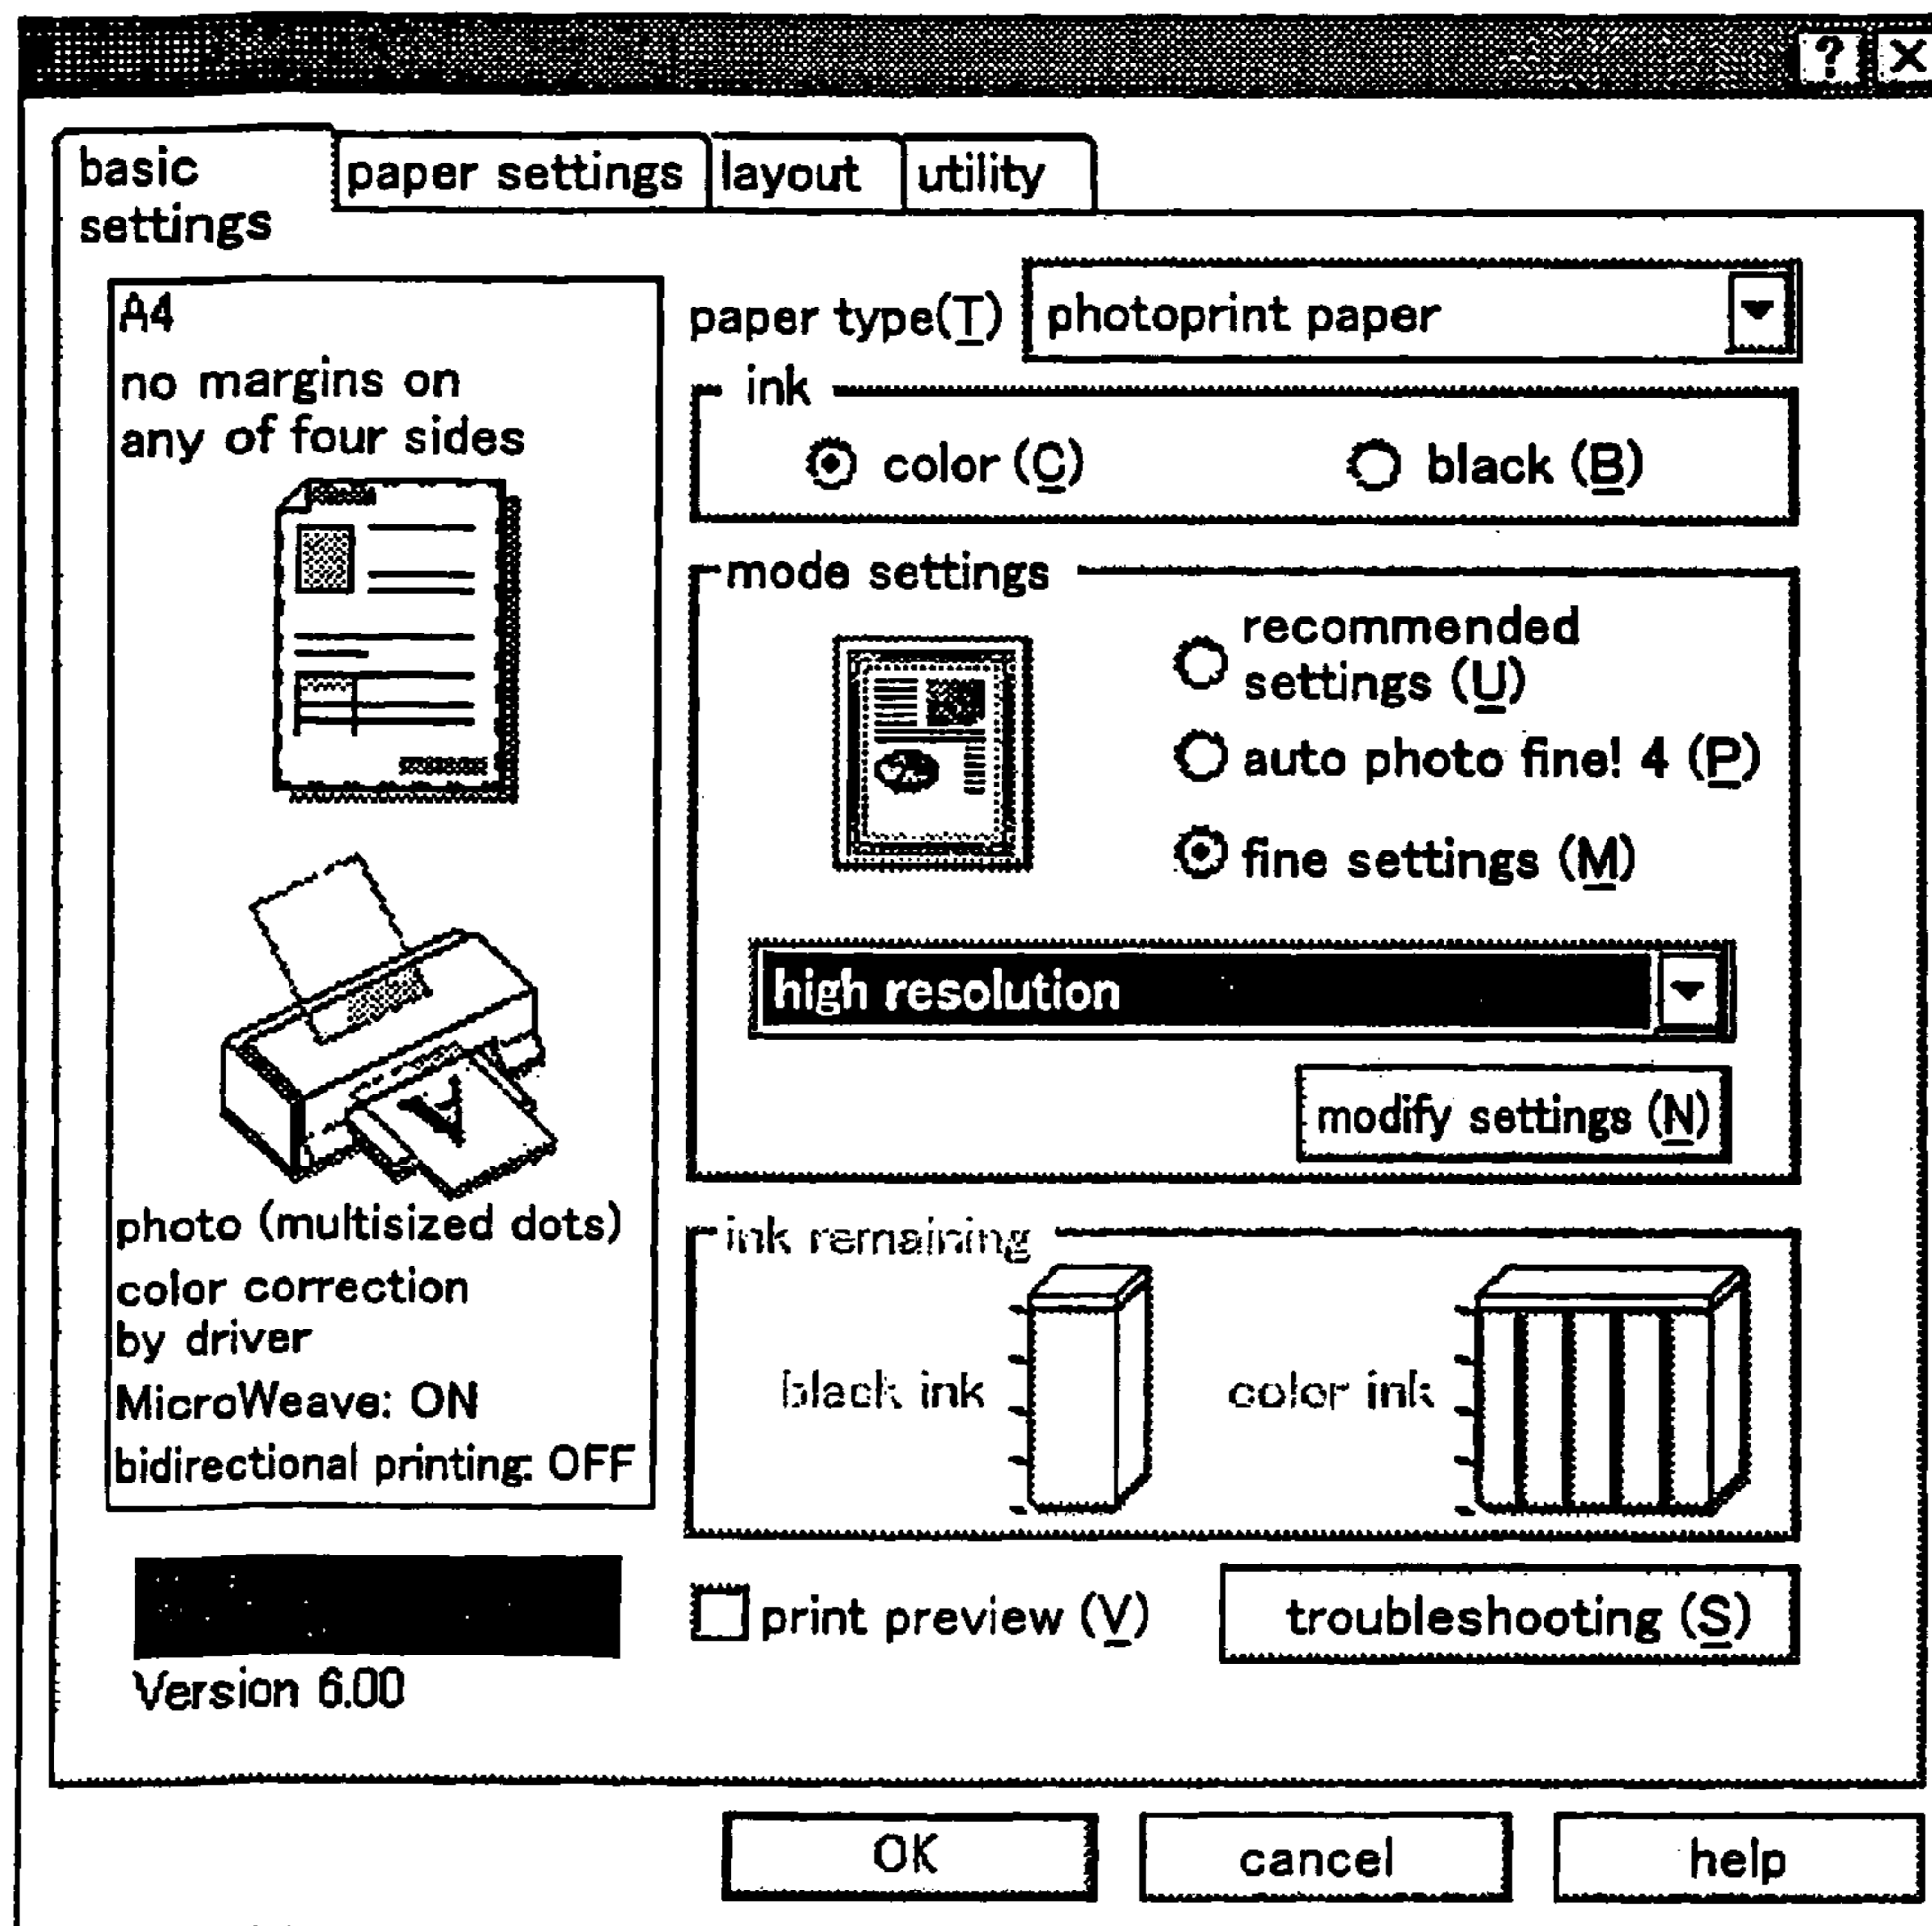 ? X
basic
settings
paper settings
layout
utility
A4
no margins on
any of four sides
photo (multisized dots)
color correction
by driver
MicroWeave: ON
bidirectional printing: OFF
Version 6.00
paper type(T)
photoprint paper
ink
color (C)
black (B)
mode settings
recommended
settings (U)
auto photo fine! 4 (P)
fine settings (M)
high resolution
modify settings (N)
ink remaining
black ink
color ink
print preview (V)
troubleshooting (S)
OK
cancel
help